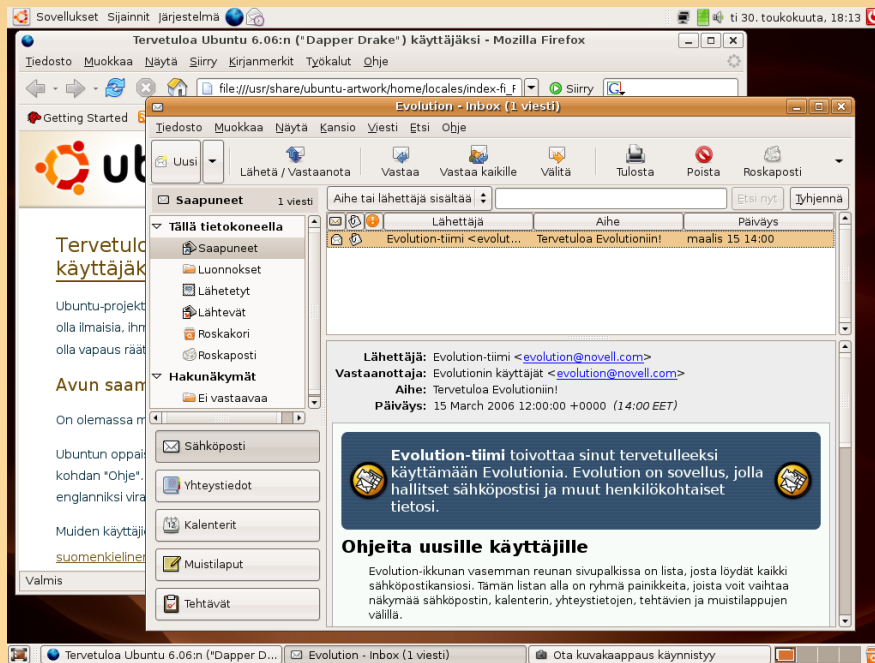 Sovellukset Sijainnit Järjestelmä
ti 30. toukokuuta, 18:13
Tervetuloa Ubuntu 6.06:n ("Dapper Drake") käyttäjäksi - Mozilla Firefox
Tiedosto Muokkaa Näytä Siirry Kirjanmerkit Työkalut Ohje
file:///usr/share/ubuntu-artwork/home/locales/index-fi_F
Siirry
Getting Started
ub
Tervetulo
käyttäjäk
Ubuntu-projekt
olla ilmaisia, ihm
olla vapaus räät
Avun saam
On olemassa m
Ubuntun oppais
kohdan "Ohje".
englanniksi vira
Muiden käyttäjie
suomenkielinen
Valmis
Evolution - Inbox (1 viesti)
Tiedosto Muokkaa Näytä Kansio Viesti Etsi Ohje
Uusi Lähetä / Vastaanota Vastaa Vastaa kaikille Välitä Tulosta Poista Roskaposti
Saapuneet 1 viesti
Aihe tai lähettäjä sisältää Etsi nyt Tyhjennä
Tällä tietokoneella
Saapuneet
Luonnokset
Lähetetyt
Lähtevät
Roskakori
Roskaposti
Hakunäkymät
Ei vastaavaa
Sähköposti
Yhteystiedot
Kalenterit
Muistilaput
Tehtävät
Lähettäjä Aihe Päiväys
Evolution-tiimi <evolut... Tervetuloa Evolutioniin! maalis 15 14:00
Lähettäjä: Evolution-tiimi <evolution@novell.com>
Vastaanottaja: Evolutionin käyttäjät <evolution@novell.com>
Aihe: Tervetuloa Evolutioniin!
Päiväys: 15 March 2006 12:00:00 +0000 (14:00 EET)
Evolution-tiimi toivottaa sinut tervetulleeksi
käyttämään Evolutionia. Evolution on sovellus, jolla
hallitset sähköpostisi ja muut henkilökohtaiset
tietosi.
Ohjeita uusille käyttäjille
Evolution-ikkunan vasemman reunan sivupalkissa on lista, josta löydät kaikki
sähköpostikansiosi. Tämän listan alla on ryhmä painikkeita, joista voit vaihtaa
näkymää sähköpostin, kalenterin, yhteystietojen, tehtävien ja muistilappujen
välillä.
Tervetuloa Ubuntu 6.06:n ("Dapper D...
Evolution - Inbox (1 viesti)
Ota kuvakaappaus käynnistyy